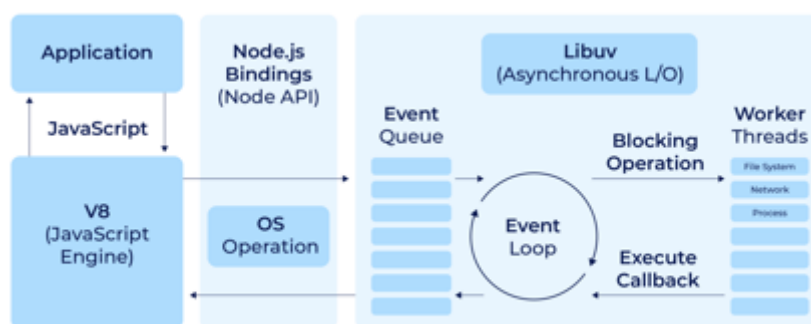 Application
JavaScript
V8
(JavaScript
Engine)
Node.js
Bindings
(Node API)
OS
Operation
Libuv
(Asynchronous L/O)
Event
Queue
Event
Loop
Blocking
Operation
Execute
Callback
Worker
Threads
File System
Network
Process